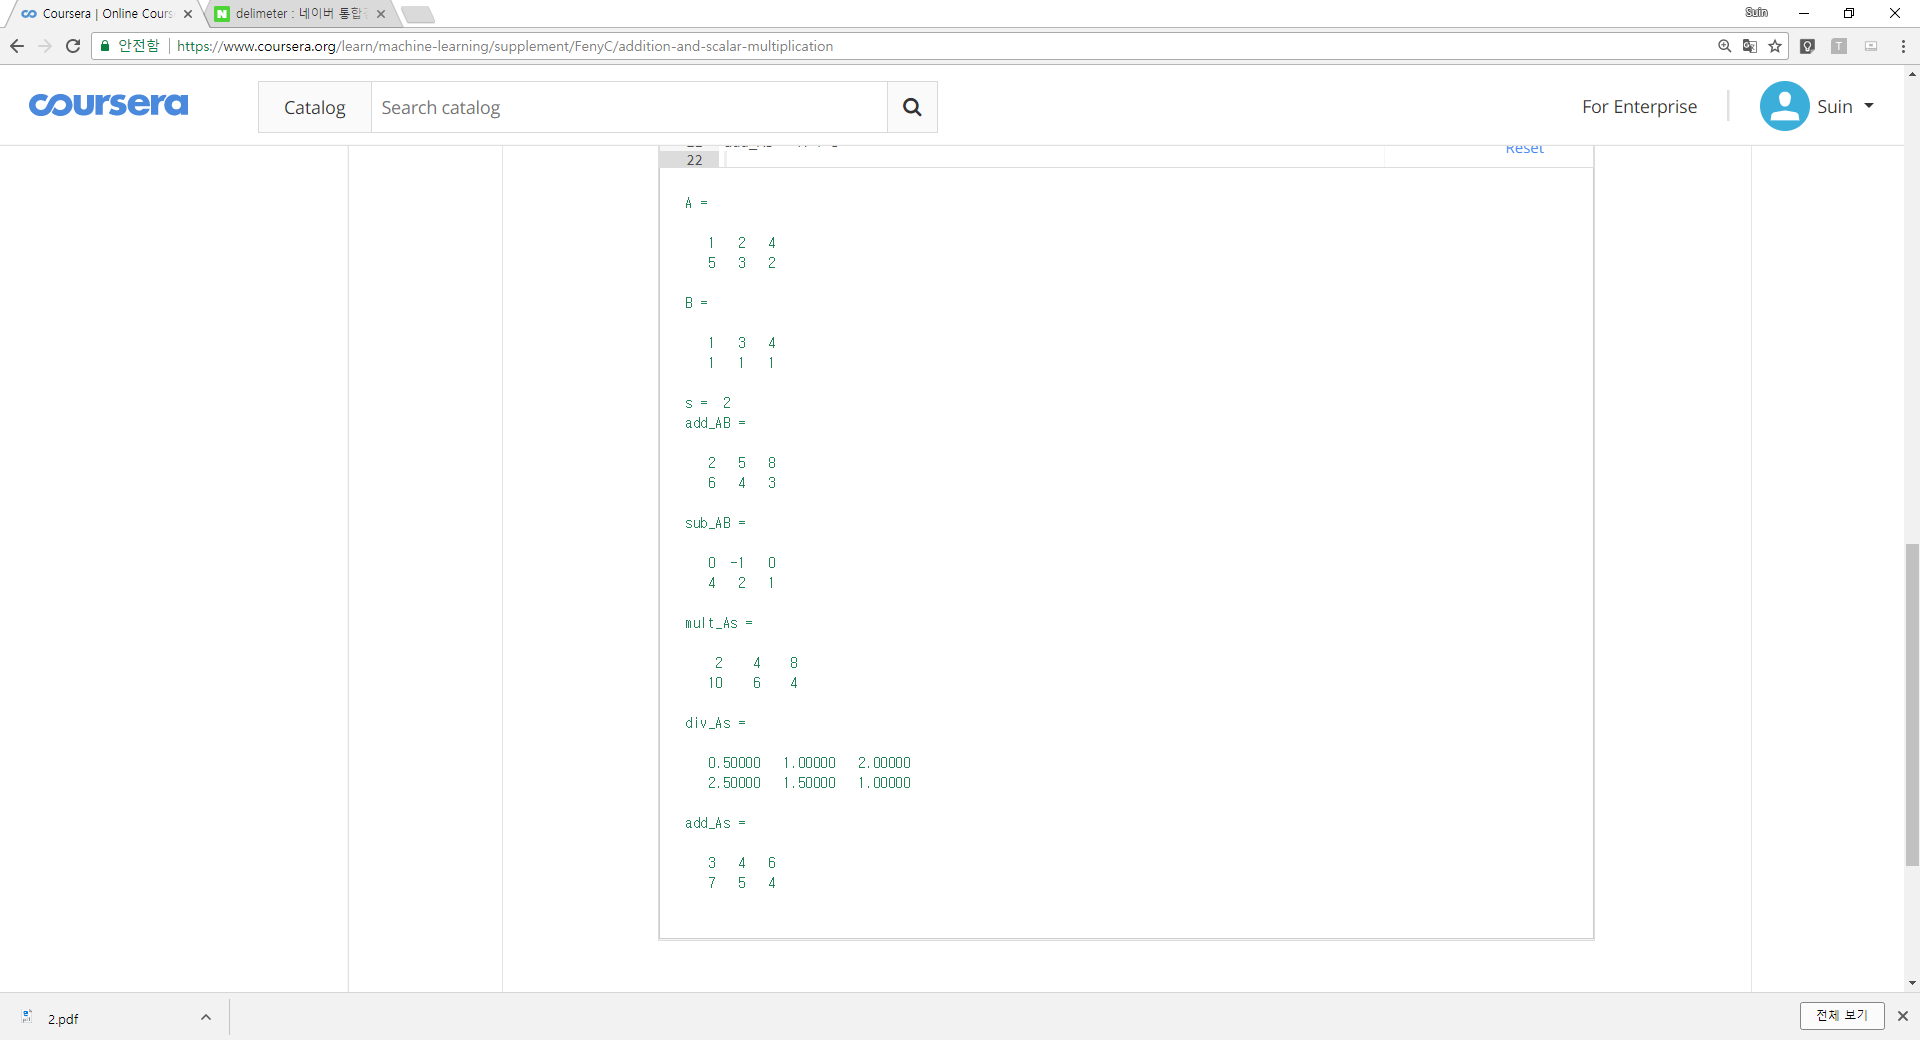 Coursera | Online Cours
delimeter : 네이버 통합
Suin
안전함
https://www.coursera.org/learn/machine-learning/supplement/FenyC/addition-and-scalar-multiplication
coursera
Catalog
Search catalog
For Enterprise
Suin
22
Reset
A =
1 2 4
5 3 2
B =
1 3 4
1 1 1
s = 2
add_AB =
2 5 8
6 4 3
sub_AB =
0 -1 0
4 2 1
mult_As =
2 4 8
10 6 4
div_As =
0.50000 1.00000 2.00000
2.50000 1.50000 1.00000
add_As =
3 4 6
7 5 4
2.pdf
전체 보기